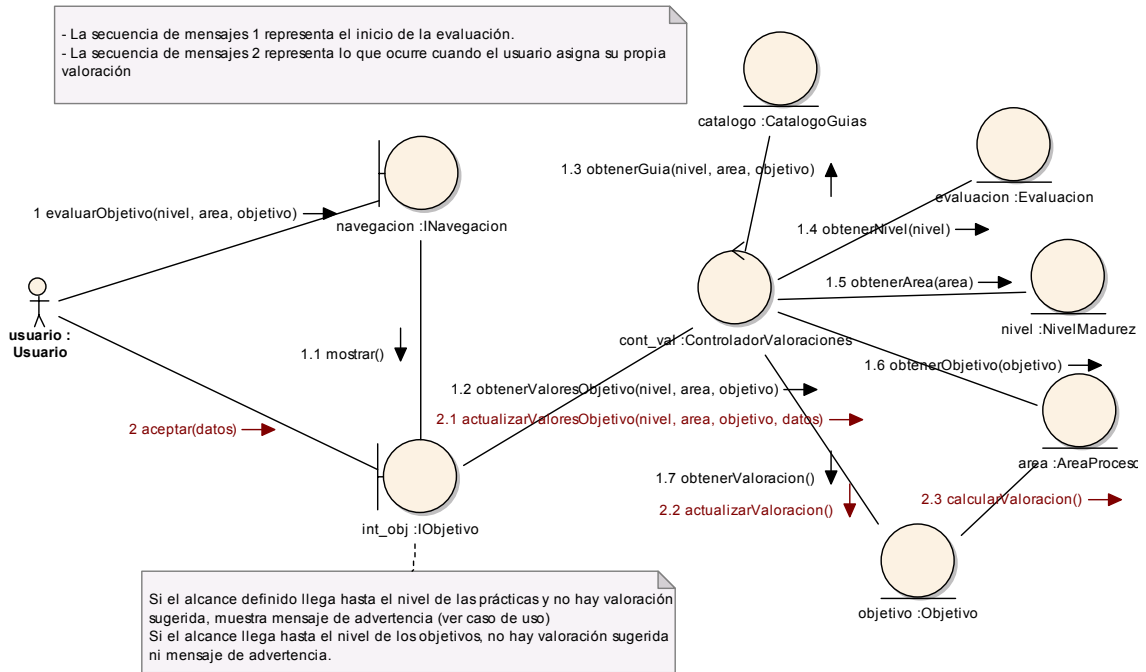 - La secuencia de mensajes 1 representa el inicio de la evaluación.
- La secuencia de mensajes 2 representa lo que ocurre cuando el usuario asigna su propia
valoración
catalogo :CatalogoGuias
1.3 obtenerGuia(nivel, area, objetivo)
evaluacion :Evaluacion
1 evaluarObjetivo(nivel, area, objetivo)
navegacion :INavegacion
1.4 obtenerNivel(nivel)
1.5 obtenerArea(area)
nivel :NivelMadurez
usuario :
Usuario
cont_val :ControladorValoraciones
1.1 mostrar()
1.6 obtenerObjetivo(objetivo)
1.2 obtenerValoresObjetivo(nivel, area, objetivo)
2.1 actualizarValoresObjetivo(nivel, area, objetivo, datos)
2 aceptar(datos)
area :AreaProceso
1.7 obtenerValoracion()
2.3 calcularValoracion()
2.2 actualizarValoracion()
int_obj :IObjetivo
objetivo :Objetivo
Si el alcance definido llega hasta el nivel de las prácticas y no hay valoración
sugerida, muestra mensaje de advertencia (ver caso de uso)
Si el alcance llega hasta el nivel de los objetivos, no hay valoración sugerida
ni mensaje de advertencia.